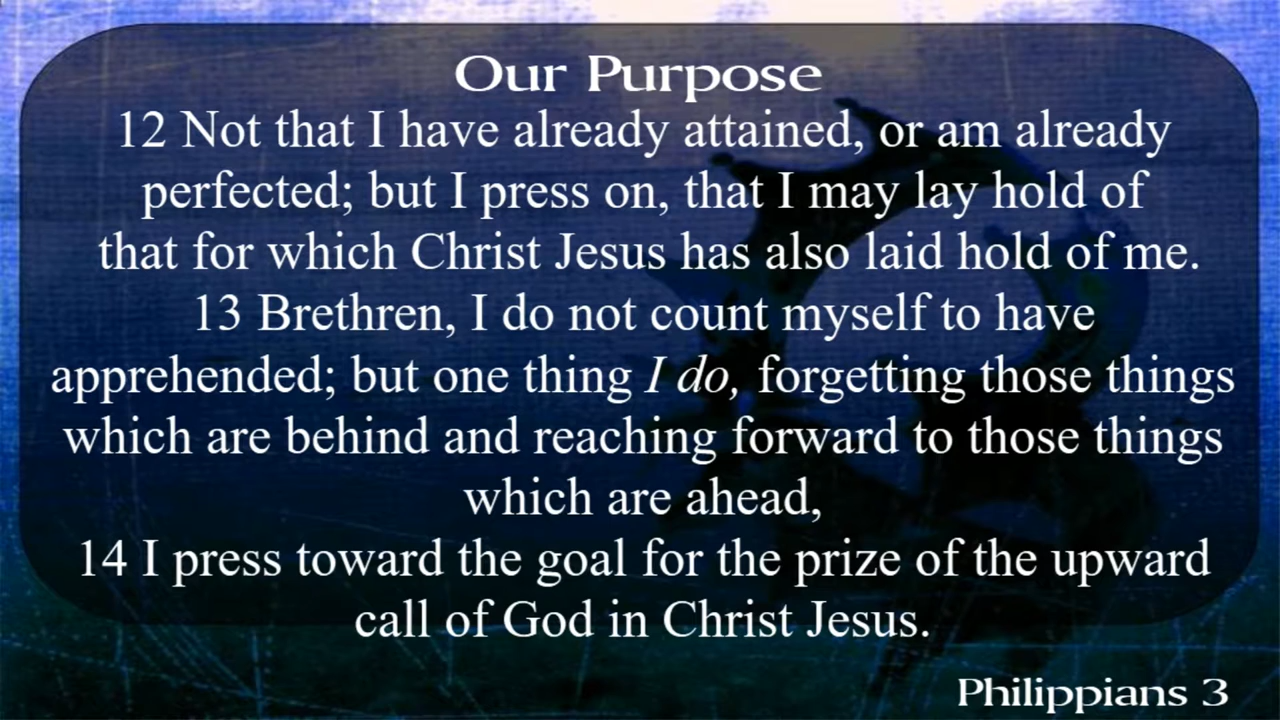 Our Purpose
12 Not that I have already attained, or am already
perfected; but I press on, that I may lay hold of
that for which Christ Jesus has also laid hold of me.
13 Brethren, I do not count myself to have
apprehended; but one thing I do, forgetting those things
which are behind and reaching forward to those things
which are ahead,
14 I press toward the goal for the prize of the upward
call of God in Christ Jesus.
Philippians 3